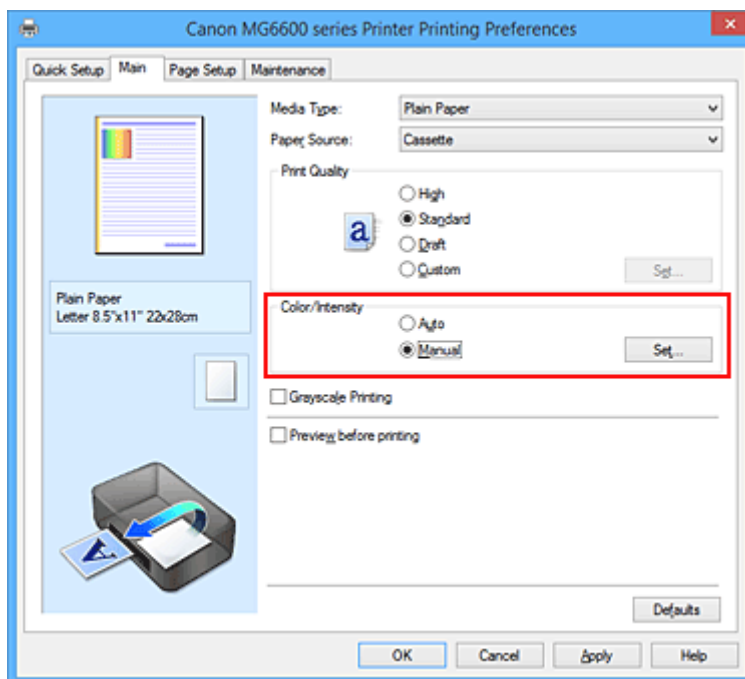 Canon MG6600 series Printer Printing Preferences
Quick Setup Main Page Setup Maintenance
Media Type: Plain Paper
Paper Source: Cassette
Print Quality
High
Standard
Draft
Custom Set...
a
Plain Paper
Letter 8.5"x11" 22x28cm
Color/Intensity
Auto
Manual Set...
Grayscale Printing
Preview before printing
A
Defaults
OK Cancel Apply Help